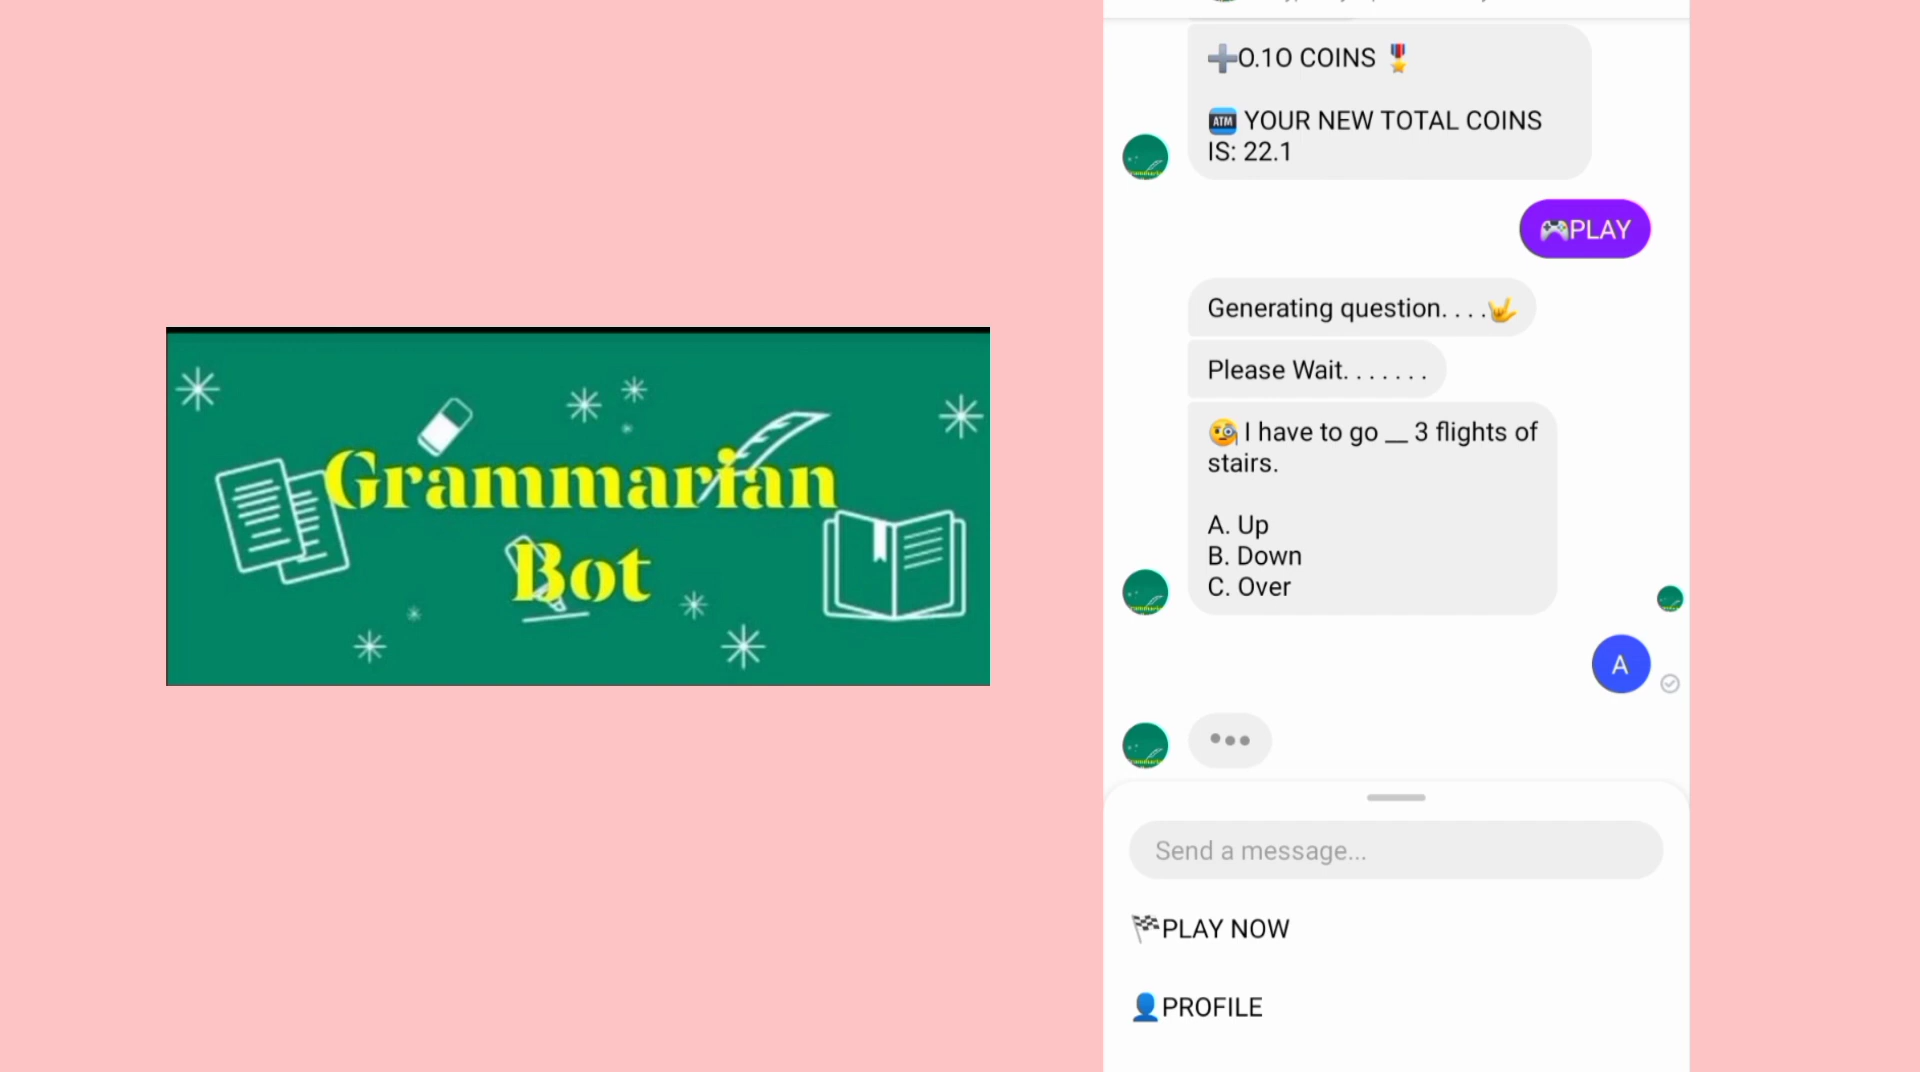 Grammarian
Bot
➕0.10 COINS 🎖
🏧 YOUR NEW TOTAL COINS
IS: 22.1
🎮PLAY
Generating question. . . .🤟
Please Wait. . . . . . .
🧐 I have to go __ 3 flights of
stairs.
A. Up
B. Down
C. Over
A
Send a message...
🏁PLAY NOW
👤PROFILE